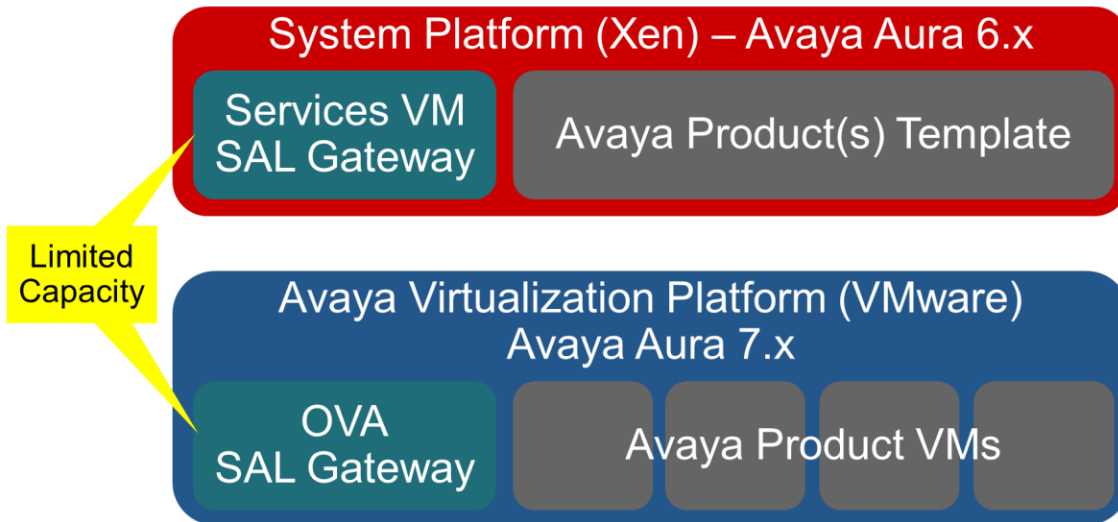 System Platform (Xen) – Avaya Aura 6.x
Services VM
SAL Gateway
Avaya Product(s) Template
Limited
Capacity
Avaya Virtualization Platform (VMware)
Avaya Aura 7.x
OVA
SAL Gateway
Avaya Product VMs